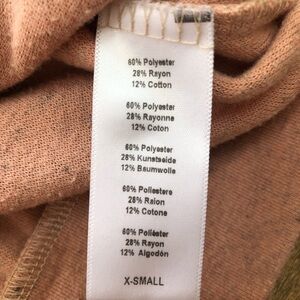 60% Polyester
28% Rayon
12% Cotton
60% Polyester
28% Rayonne
12% Coton
60% Polyester
28% Kunstseide
12% Baumwolle
60% Poliestere
28% Raion
12% Cotone
60% Poliéster
28% Rayon
12% Algodón
X-SMALL